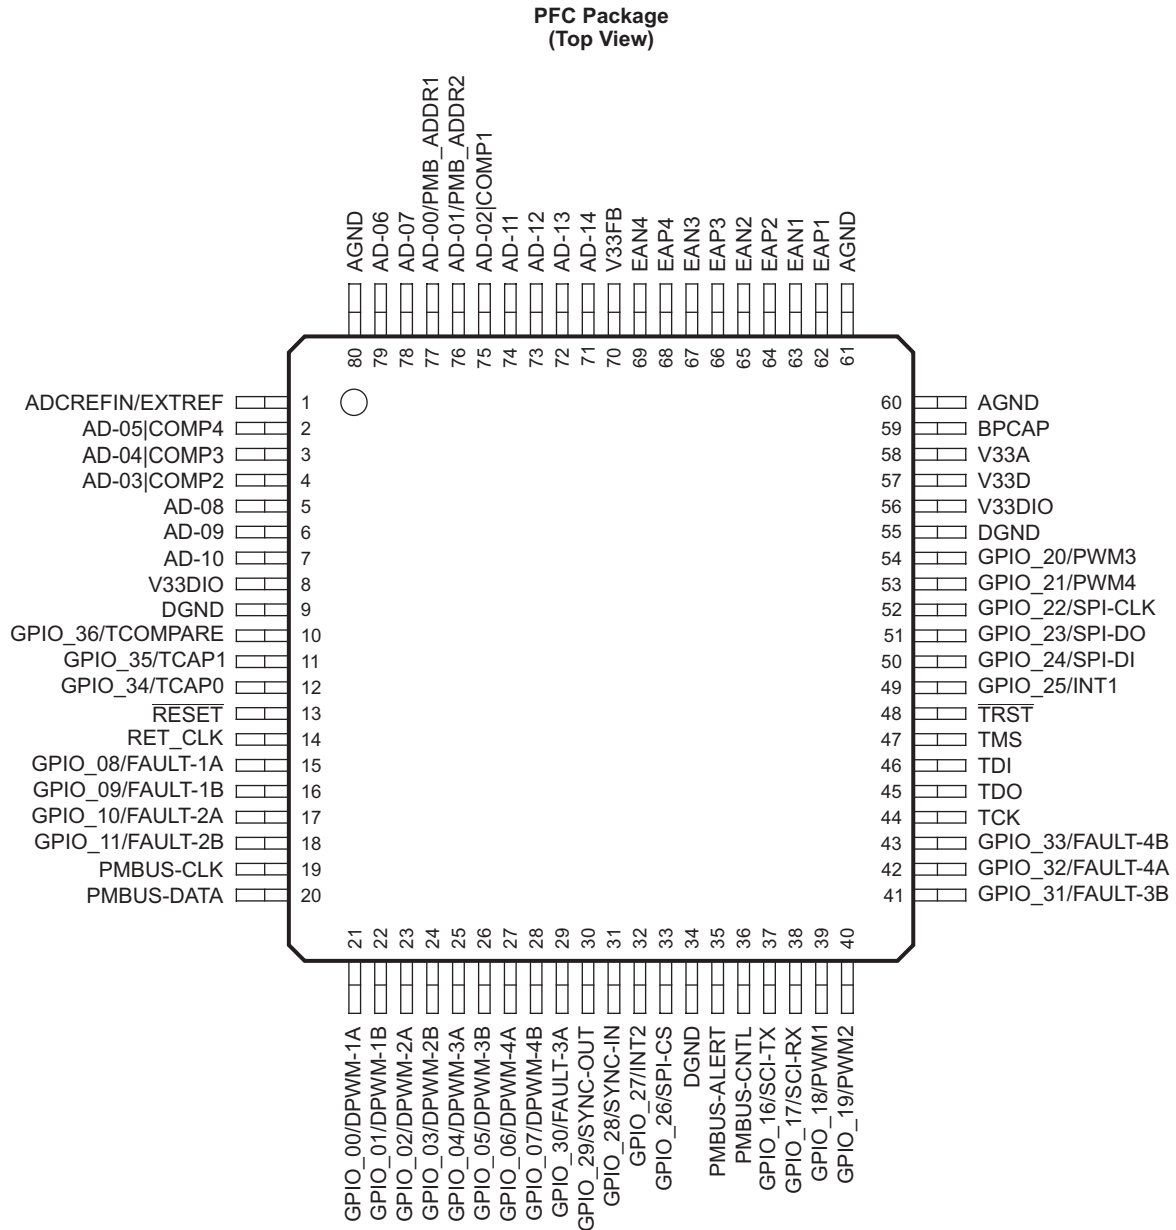 PFC Package
(Top View)
AGND
AD-06
AD-07
AD-00/PMB_ADDR1
AD-01/PMB_ADDR2
AD-02|COMP1
AD-11
AD-12
AD-13
AD-14
V33FB
EAN4
EAP4
EAN3
EAP3
EAN2
EAP2
EAN1
EAP1
AGND
80
79
78
77
76
75
74
73
72
71
70
69
68
67
66
65
64
63
62
61
ADCREFIN/EXTREF 1
AD-05|COMP4 2
AD-04|COMP3 3
AD-03|COMP2 4
AD-08 5
AD-09 6
AD-10 7
V33DIO 8
DGND 9
GPIO_36/TCOMPARE 10
GPIO_35/TCAP1 11
GPIO_34/TCAP0 12
RESET 13
RET_CLK 14
GPIO_08/FAULT-1A 15
GPIO_09/FAULT-1B 16
GPIO_10/FAULT-2A 17
GPIO_11/FAULT-2B 18
PMBUS-CLK 19
PMBUS-DATA 20
60 AGND
59 BPCAP
58 V33A
57 V33D
56 V33DIO
55 DGND
54 GPIO_20/PWM3
53 GPIO_21/PWM4
52 GPIO_22/SPI-CLK
51 GPIO_23/SPI-DO
50 GPIO_24/SPI-DI
49 GPIO_25/INT1
48 TRST
47 TMS
46 TDI
45 TDO
44 TCK
43 GPIO_33/FAULT-4B
42 GPIO_32/FAULT-4A
41 GPIO_31/FAULT-3B
21
22
23
24
25
26
27
28
29
30
31
32
33
34
35
36
37
38
39
40
GPIO_00/DPWM-1A
GPIO_01/DPWM-1B
GPIO_02/DPWM-2A
GPIO_03/DPWM-2B
GPIO_04/DPWM-3A
GPIO_05/DPWM-3B
GPIO_06/DPWM-4A
GPIO_07/DPWM-4B
GPIO_30/FAULT-3A
GPIO_29/SYNC-OUT
GPIO_28/SYNC-IN
GPIO_27/INT2
GPIO_26/SPI-CS
DGND
PMBUS-ALERT
PMBUS-CNTL
GPIO_16/SCI-TX
GPIO_17/SCI-RX
GPIO_18/PWM1
GPIO_19/PWM2